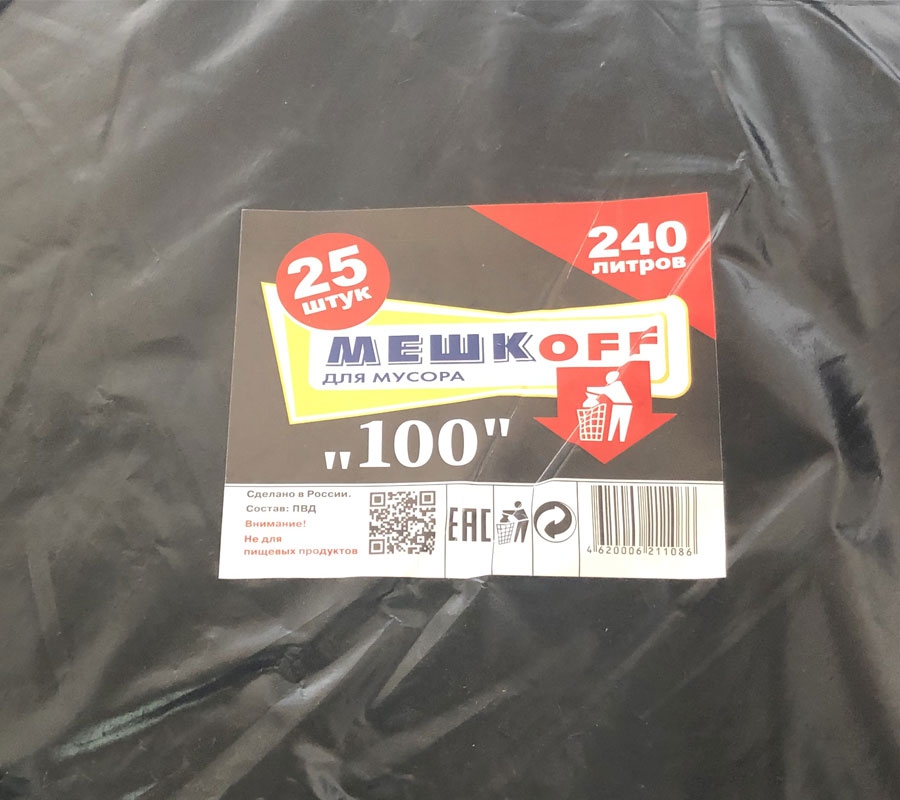 25
штук
240
литров
МЕШКOFF
ДЛЯ МУСОРА
„100"
Сделано в России.
Состав: ПВД
Внимание!
Не для
пищевых продуктов
EAC
4 620006 211086